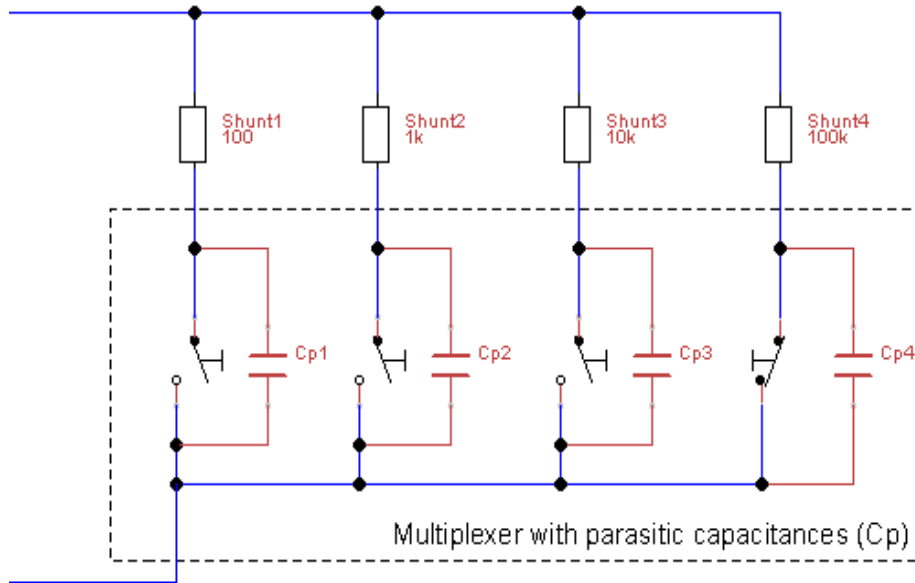 Shunt1
100
Shunt2
1k
Shunt3
10k
Shunt4
100k
Cp1
Cp2
Cp3
Cp4
Multiplexer with parasitic capacitances (Cp)